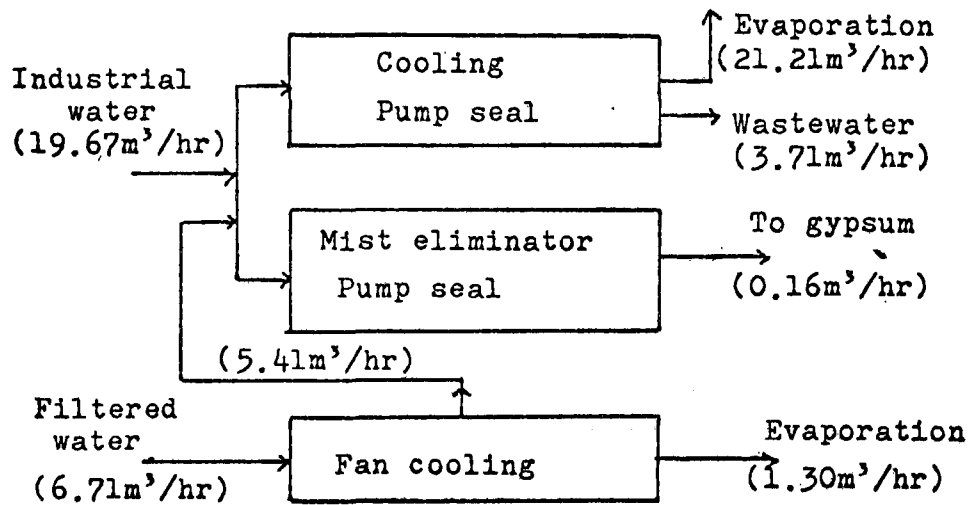 Industrial
water
(19.67m³/hr)
Cooling
Pump seal
Evaporation
(21.21m³/hr)
Wastewater
(3.71m³/hr)
Mist eliminator
Pump seal
To gypsum
(0.16m³/hr)
(5.41m³/hr)
Filtered
water
(6.71m³/hr)
Fan cooling
Evaporation
(1.30m³/hr)